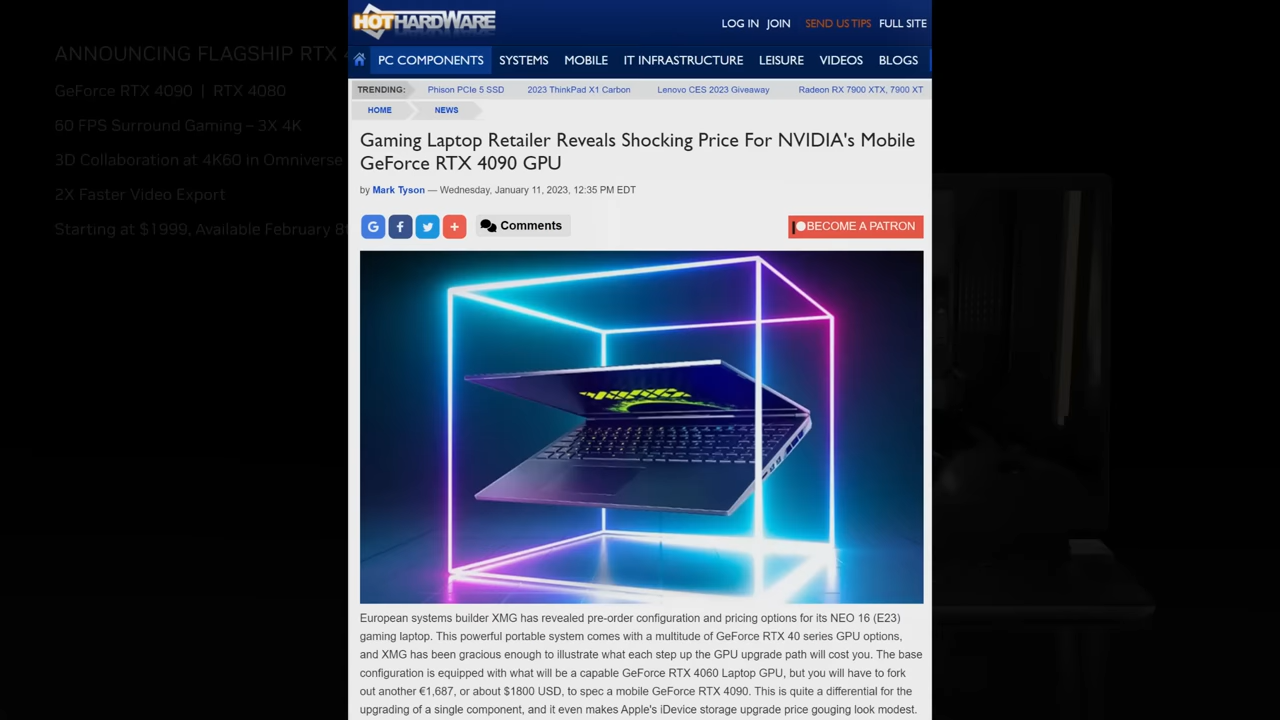 HOTHARDWARE
LOG IN JOIN SEND US TIPS FULL SITE
PC COMPONENTS SYSTEMS MOBILE IT INFRASTRUCTURE LEISURE VIDEOS BLOGS
TRENDING: Phison PCIe 5 SSD 2023 ThinkPad X1 Carbon Lenovo CES 2023 Giveaway Radeon RX 7900 XTX, 7900 XT
HOME NEWS
Gaming Laptop Retailer Reveals Shocking Price For NVIDIA's Mobile
GeForce RTX 4090 GPU
by Mark Tyson — Wednesday, January 11, 2023, 12:35 PM EDT
Comments
BECOME A PATRON
European systems builder XMG has revealed pre-order configuration and pricing options for its NEO 16 (E23)
gaming laptop. This powerful portable system comes with a multitude of GeForce RTX 40 series GPU options,
and XMG has been gracious enough to illustrate what each step up the GPU upgrade path will cost you. The base
configuration is equipped with what will be a capable GeForce RTX 4060 Laptop GPU, but you will have to fork
out another €1,687, or about $1800 USD, to spec a mobile GeForce RTX 4090. This is quite a differential for the
upgrading of a single component, and it even makes Apple's iDevice storage upgrade price gouging look modest.
ANNOUNCING FLAGSHIP RTX
GeForce RTX 4090 | RTX 4080
60 FPS Surround Gaming – 3X 4K
3D Collaboration at 4K60 in Omniverse
2X Faster Video Export
Starting at $1999, Available February